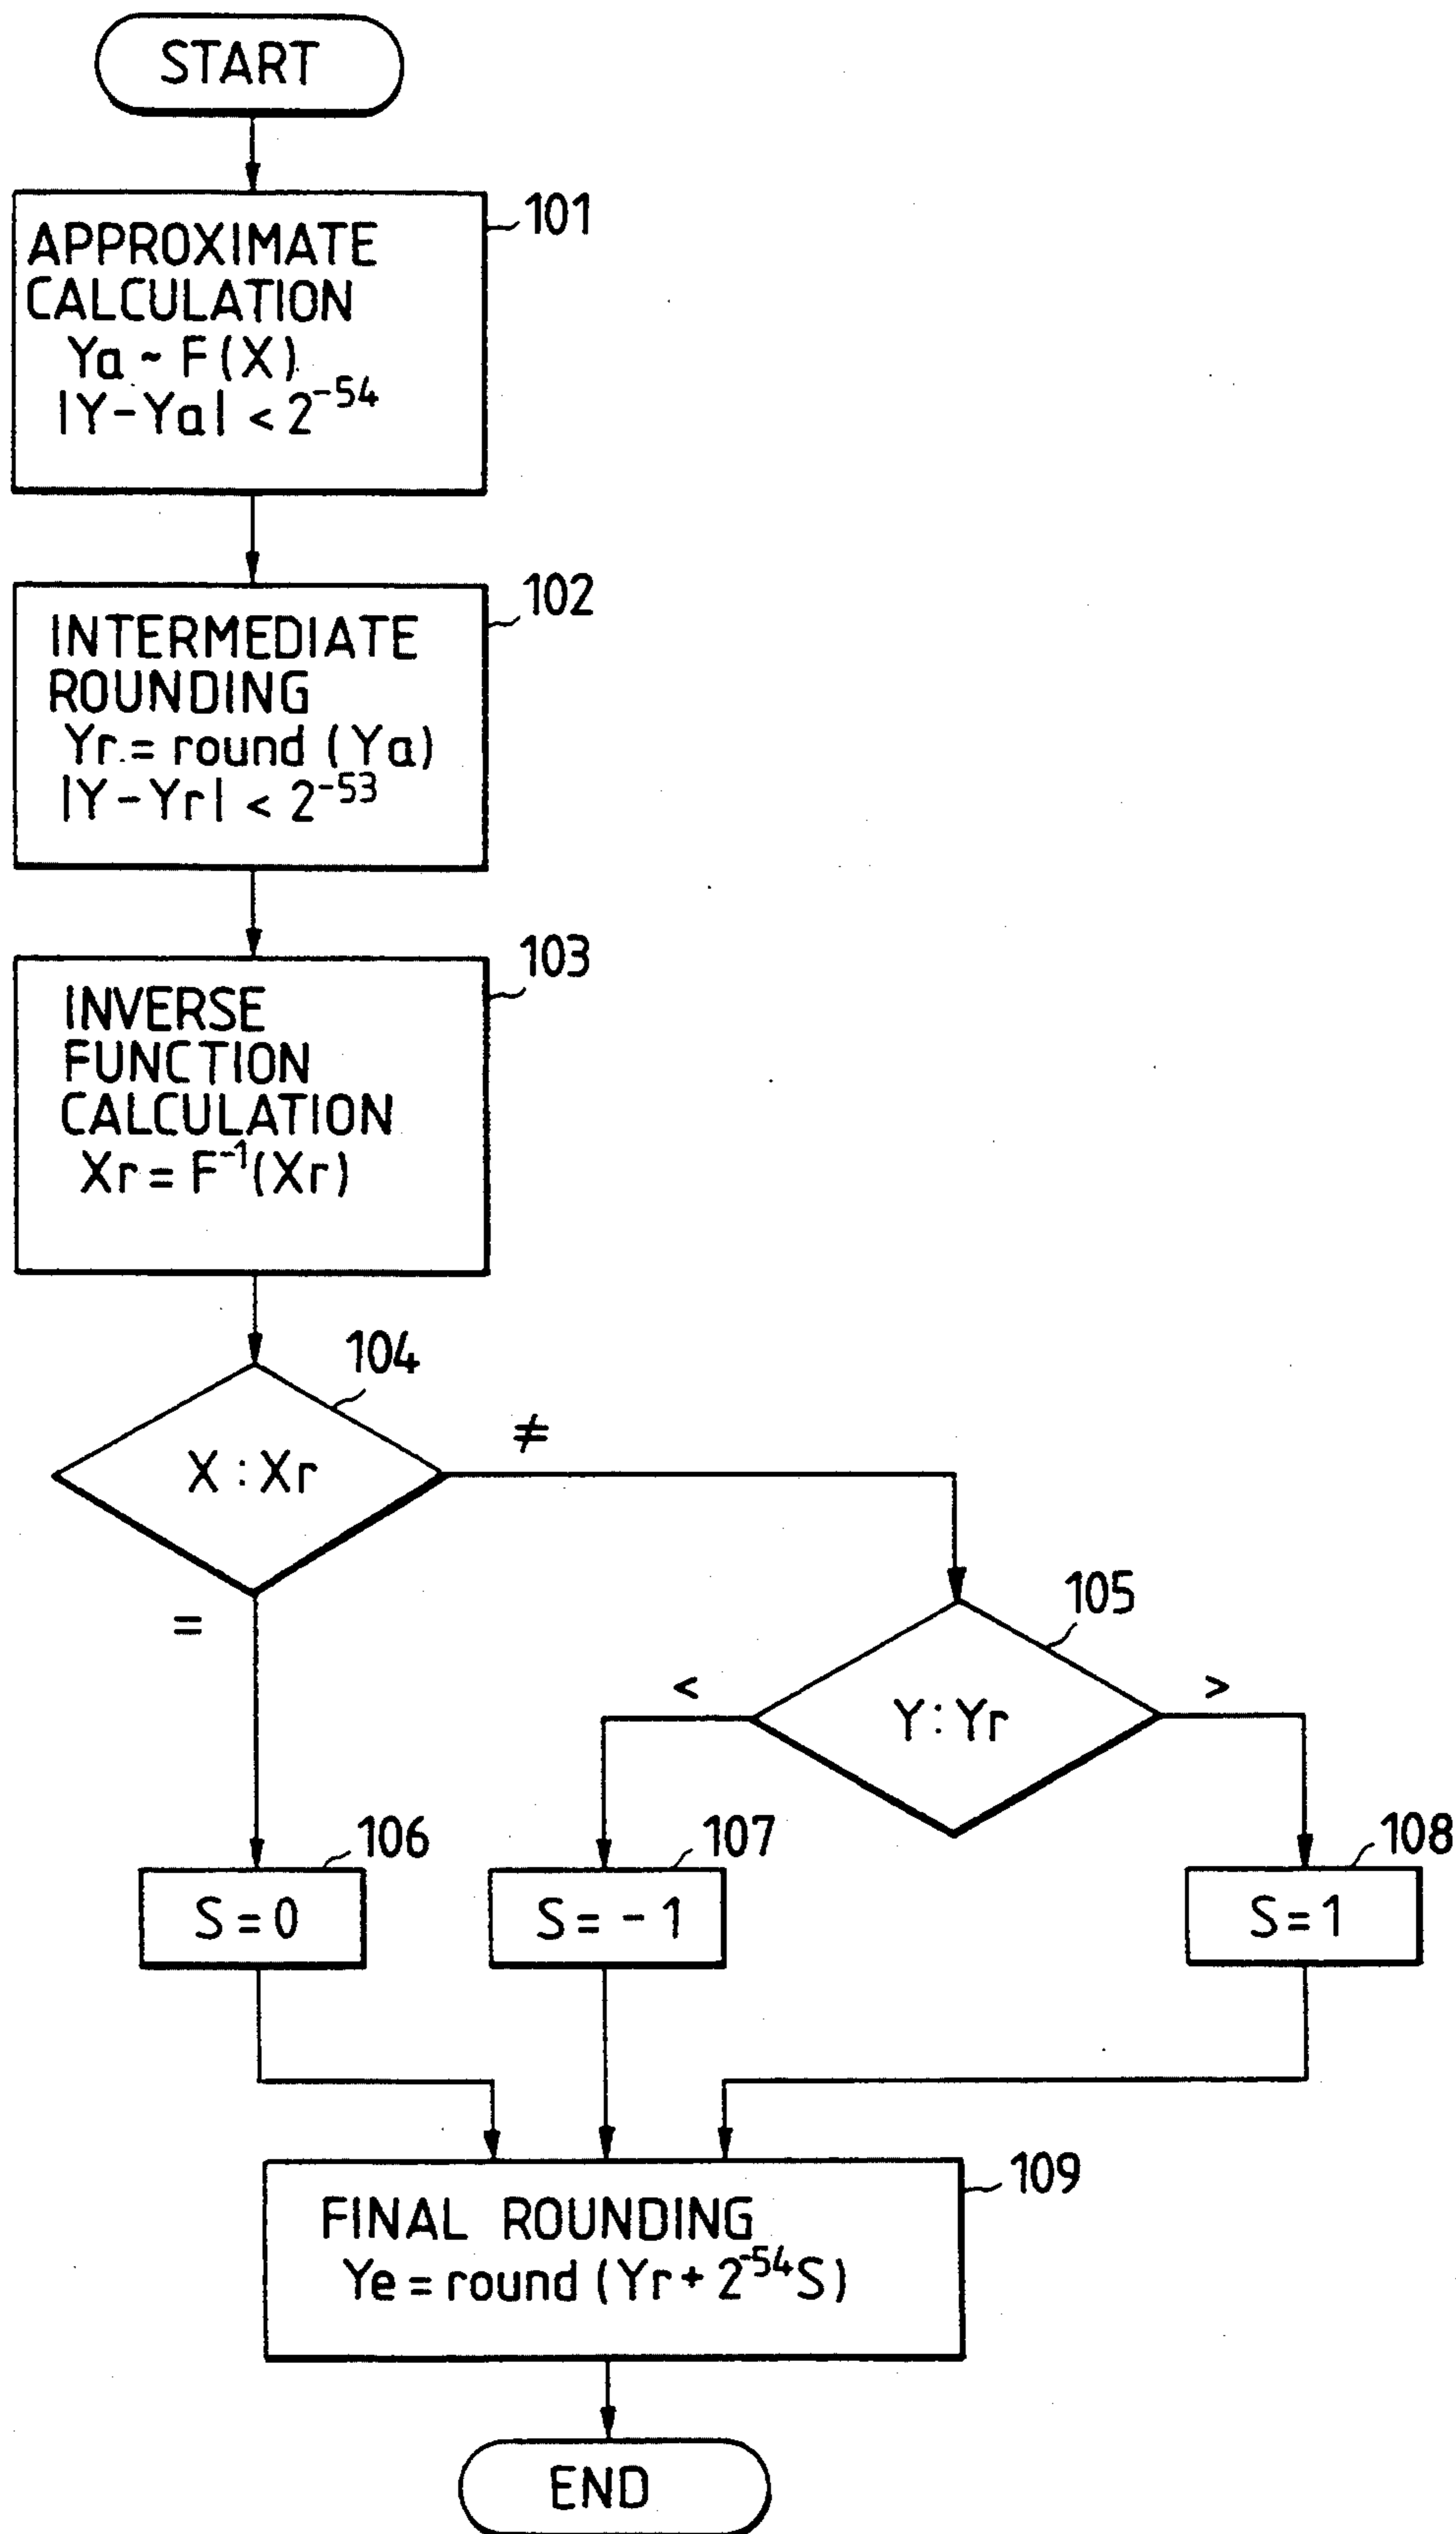 START
101
APPROXIMATE
CALCULATION
Ya ~ F(X)
|Y-Ya| < 2⁻⁵⁴
102
INTERMEDIATE
ROUNDING
Yr = round (Ya)
|Y-Yr| < 2⁻⁵³
103
INVERSE
FUNCTION
CALCULATION
Xr = F⁻¹(Xr)
104
X : Xr
≠
=
105
Y : Yr
<
>
106
S = 0
107
S = - 1
108
S = 1
109
FINAL ROUNDING
Ye = round (Yr + 2⁻⁵⁴S)
END